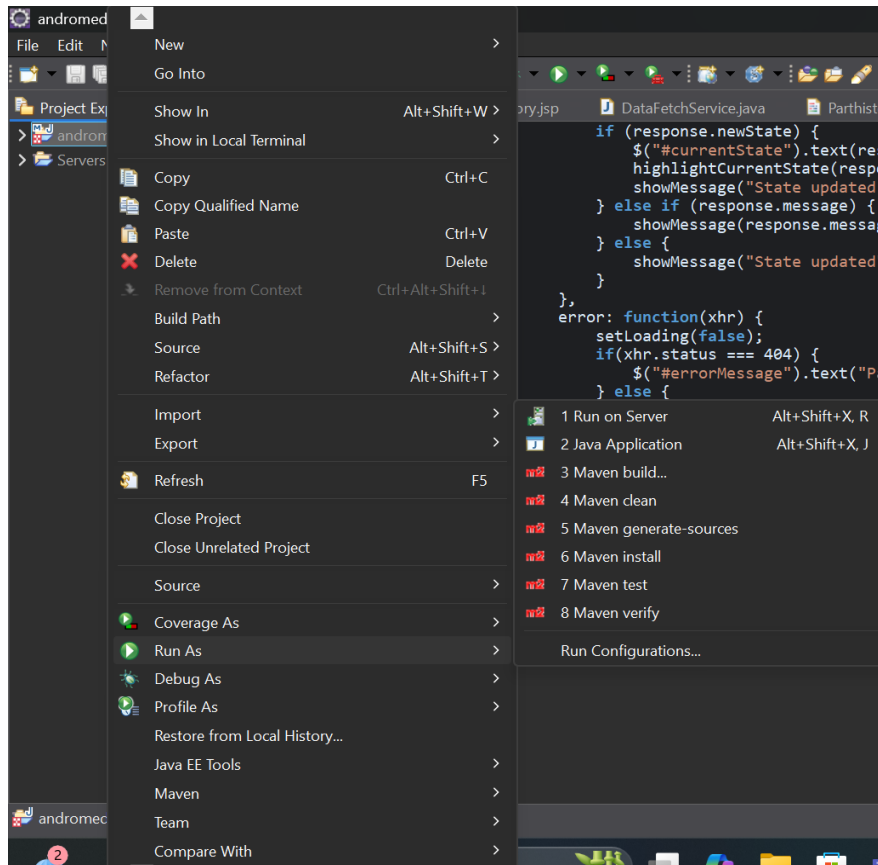 andromed
File Edit N
Project Exp
ory.jsp
DataFetchService.java
Parthist
androm
Servers
New
Go Into
Show In Alt+Shift+W
Show in Local Terminal
Copy Ctrl+C
Copy Qualified Name
Paste Ctrl+V
Delete Delete
Remove from Context Ctrl+Alt+Shift+↓
Build Path
Source Alt+Shift+S
Refactor Alt+Shift+T
Import
Export
Refresh F5
Close Project
Close Unrelated Project
Source
Coverage As
Run As
Debug As
Profile As
Restore from Local History...
Java EE Tools
Maven
Team
Compare With
if (response.newState) {
$("#currentState").text(res
highlightCurrentState(respo
showMessage("State updated
} else if (response.message) {
showMessage(response.messag
} else {
showMessage("State updated
}
},
error: function(xhr) {
setLoading(false);
if(xhr.status === 404) {
$("#errorMessage").text("Pa
} else {
1 Run on Server Alt+Shift+X, R
2 Java Application Alt+Shift+X, J
3 Maven build...
4 Maven clean
5 Maven generate-sources
6 Maven install
7 Maven test
8 Maven verify
Run Configurations...
andromed
2